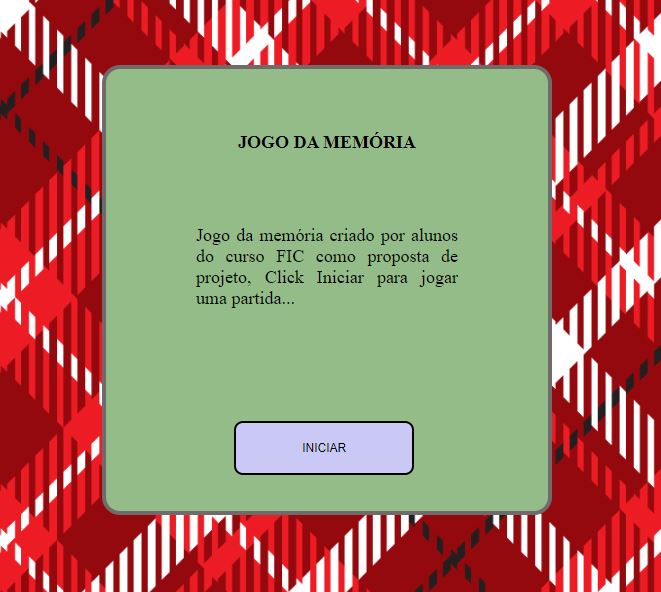 JOGO DA MEMÓRIA
Jogo da memória criado por alunos
do curso FIC como proposta de
projeto, Click Iniciar para jogar
uma partida...
INICIAR